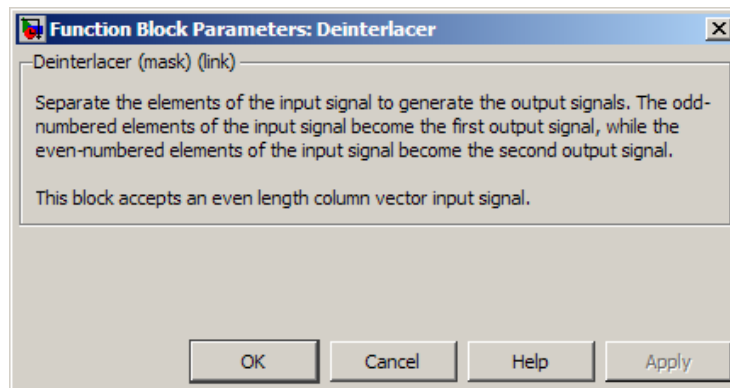 Function Block Parameters: Deinterlacer
Deinterlacer (mask) (link)
Separate the elements of the input signal to generate the output signals. The odd-
numbered elements of the input signal become the first output signal, while the
even-numbered elements of the input signal become the second output signal.
This block accepts an even length column vector input signal.
OK Cancel Help Apply